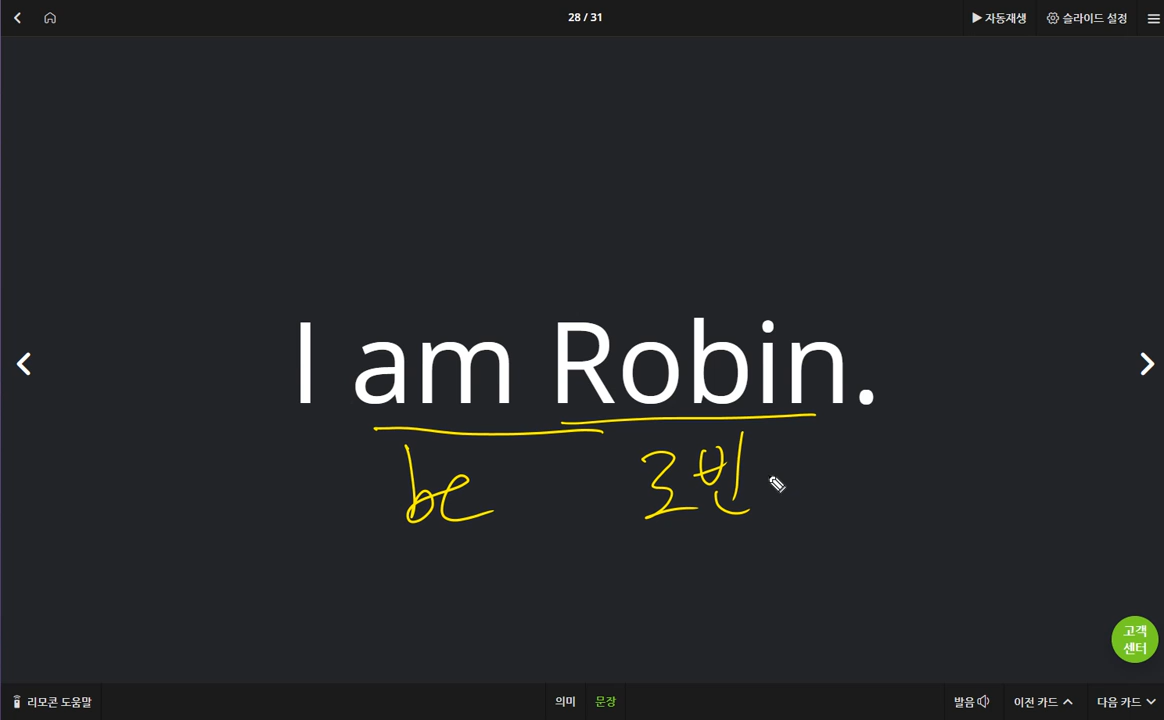 28 / 31
자동재생
슬라이드 설정
I am Robin.
be 로빈
고객
센터
리모콘 도움말
의미
문장
발음
이전 카드
다음 카드